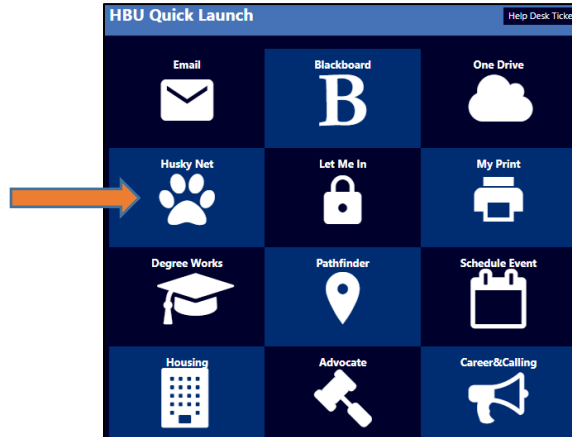 HBU Quick Launch
Help Desk Ticke
Email
Blackboard
One Drive
B
Husky Net
Let Me In
My Print
Degree Works
Pathfinder
Schedule Event
Housing
Advocate
Career&Calling